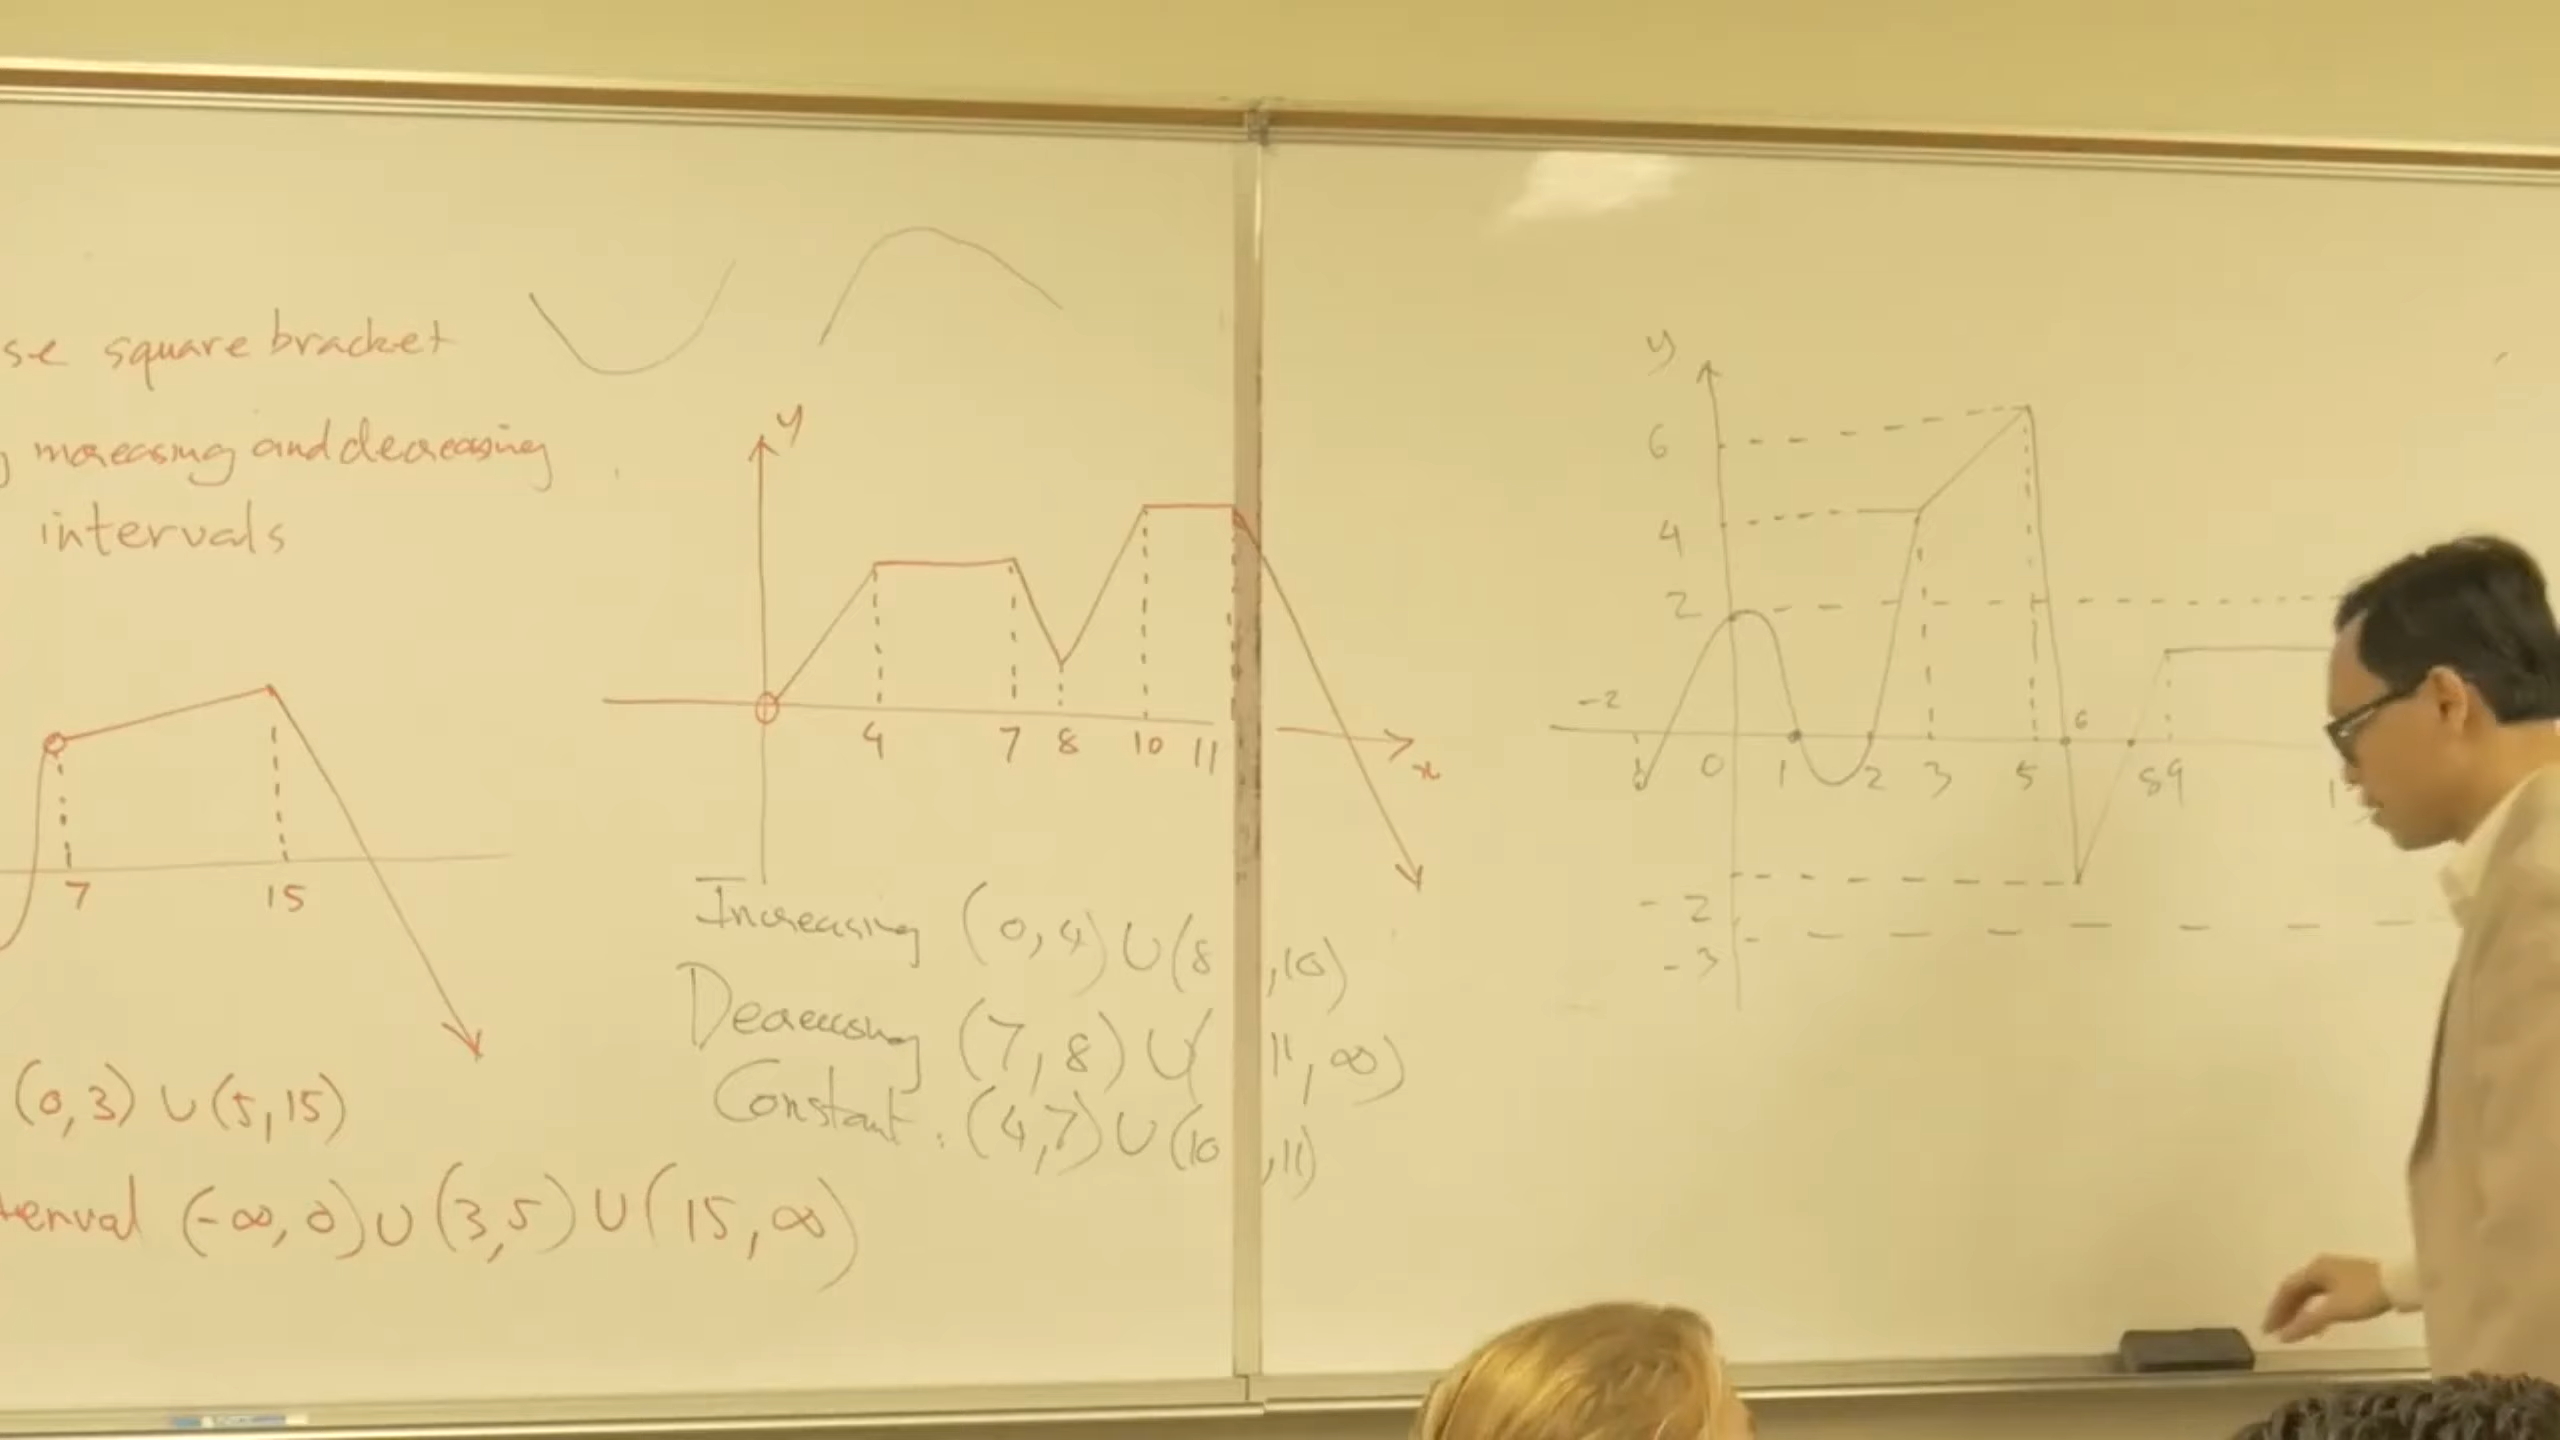 square bracket
increasing and decreasing
intervals
7
15
(0,3) ∪ (5,15)
(-∞, 0) ∪ (3,5) ∪ (15, ∞)
y
4 7 8 10 11
x
Increasing (0,4) ∪ (8,10)
Decreasing (7,8) ∪ (11, ∞)
Constant: (4,7) ∪ (10,11)
y
6
4
2
-2
6
0 1 2 3 5 8 9
-2
-3